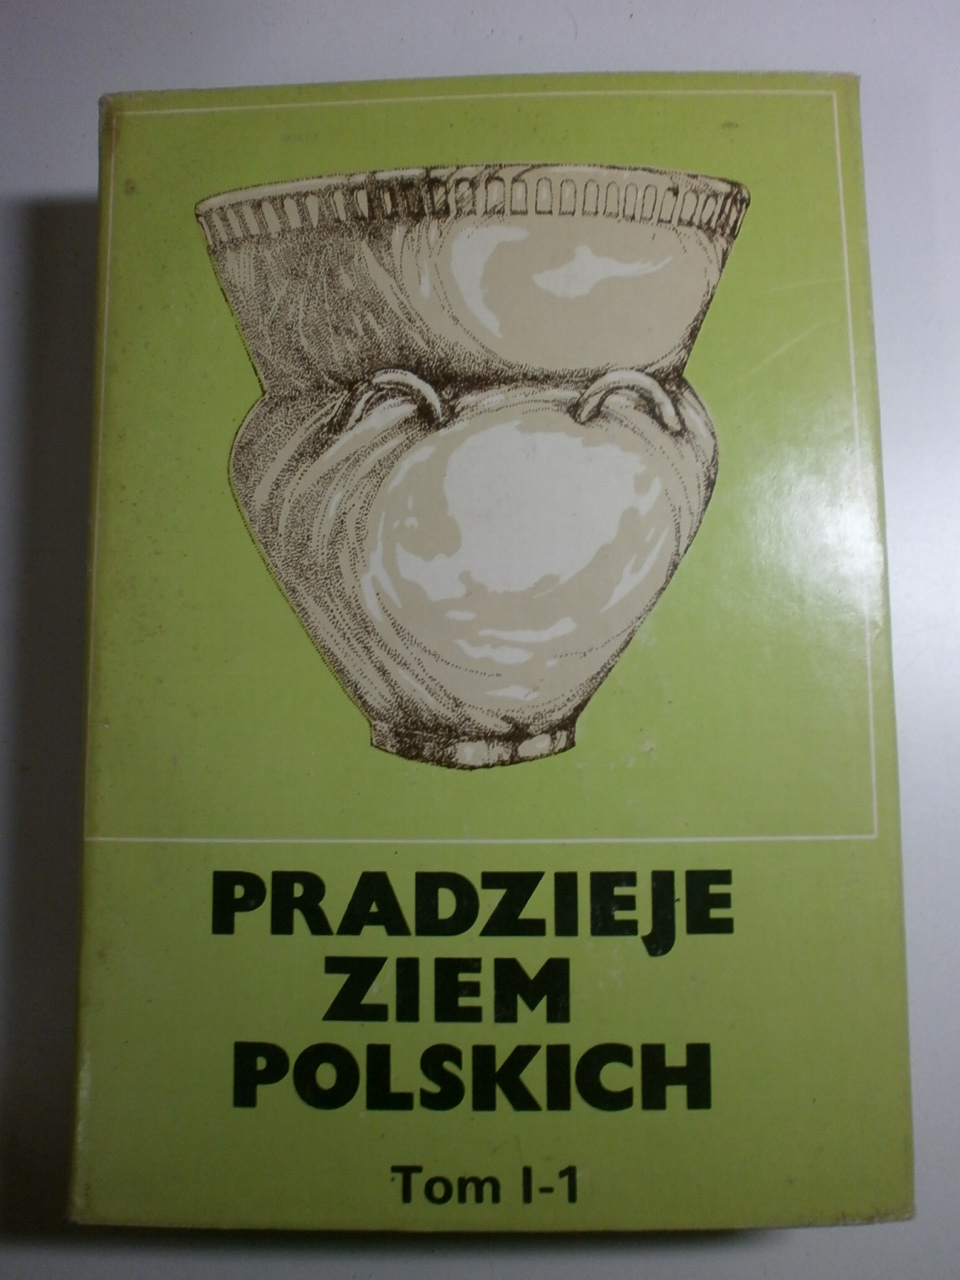 PRADZIEJE
ZIEM
POLSKICH
Tom I-1